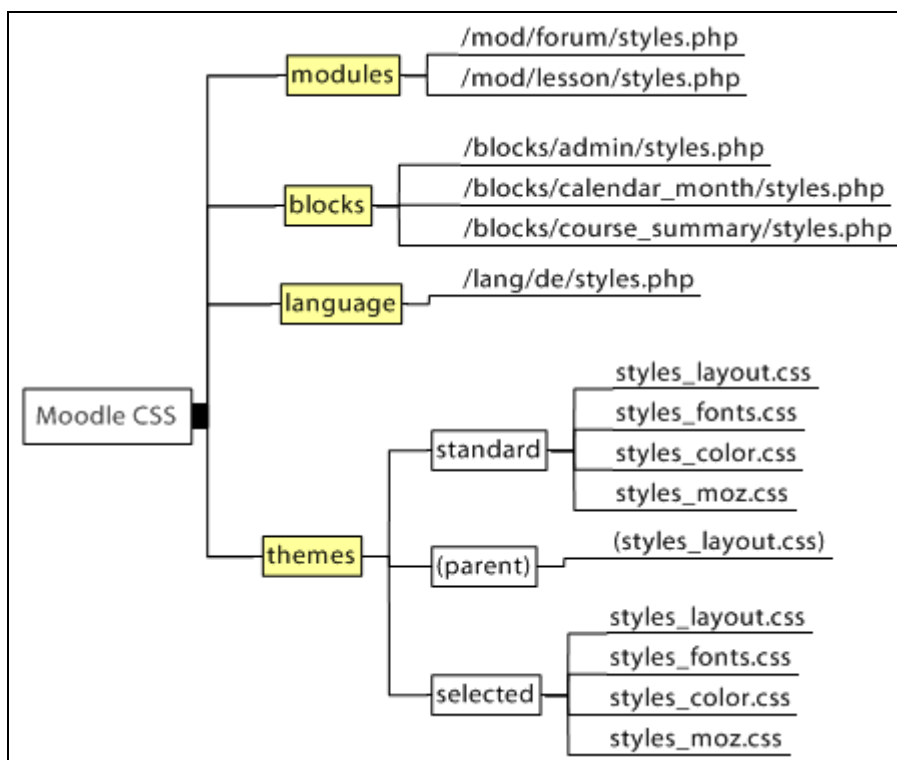 /mod/forum/styles.php
modules
/mod/lesson/styles.php
/blocks/admin/styles.php
blocks
/blocks/calendar_month/styles.php
/blocks/course_summary/styles.php
language
/lang/de/styles.php
Moodle CSS
themes
standard
styles_layout.css
styles_fonts.css
styles_color.css
styles_moz.css
(parent)
(styles_layout.css)
selected
styles_layout.css
styles_fonts.css
styles_color.css
styles_moz.css